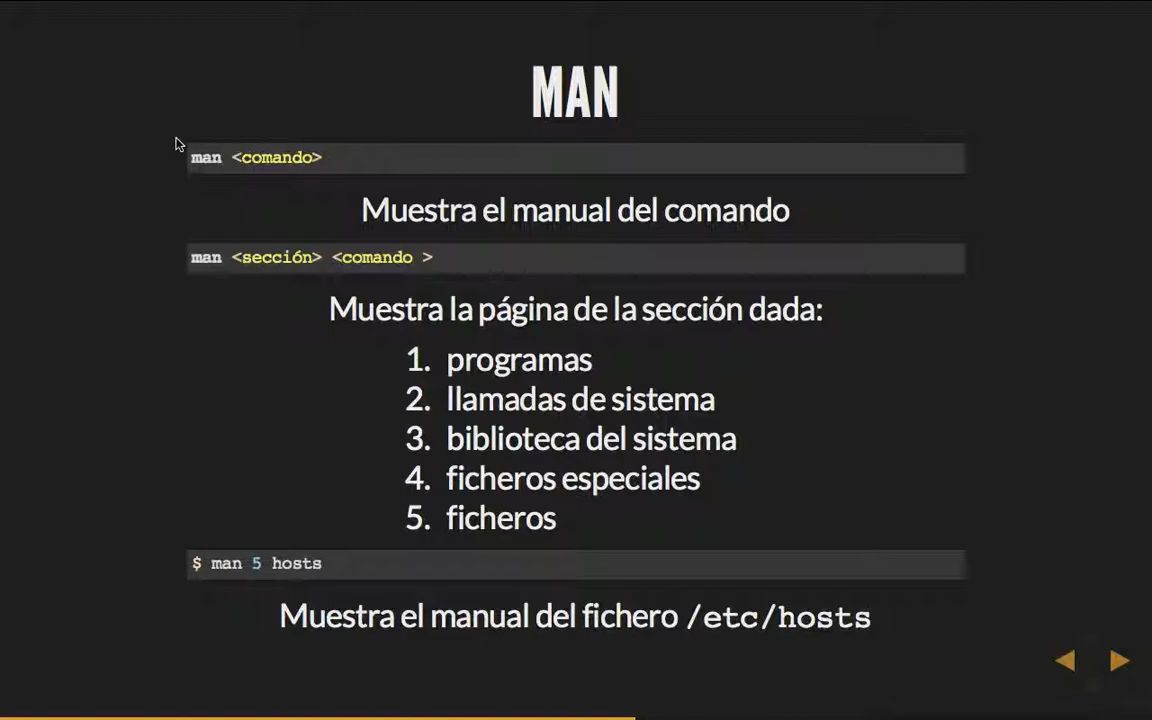 MAN
man <comando>
Muestra el manual del comando
man <sección> <comando >
Muestra la página de la sección dada:
1. programas
2. llamadas de sistema
3. biblioteca del sistema
4. ficheros especiales
5. ficheros
$ man 5 hosts
Muestra el manual del fichero /etc/hosts